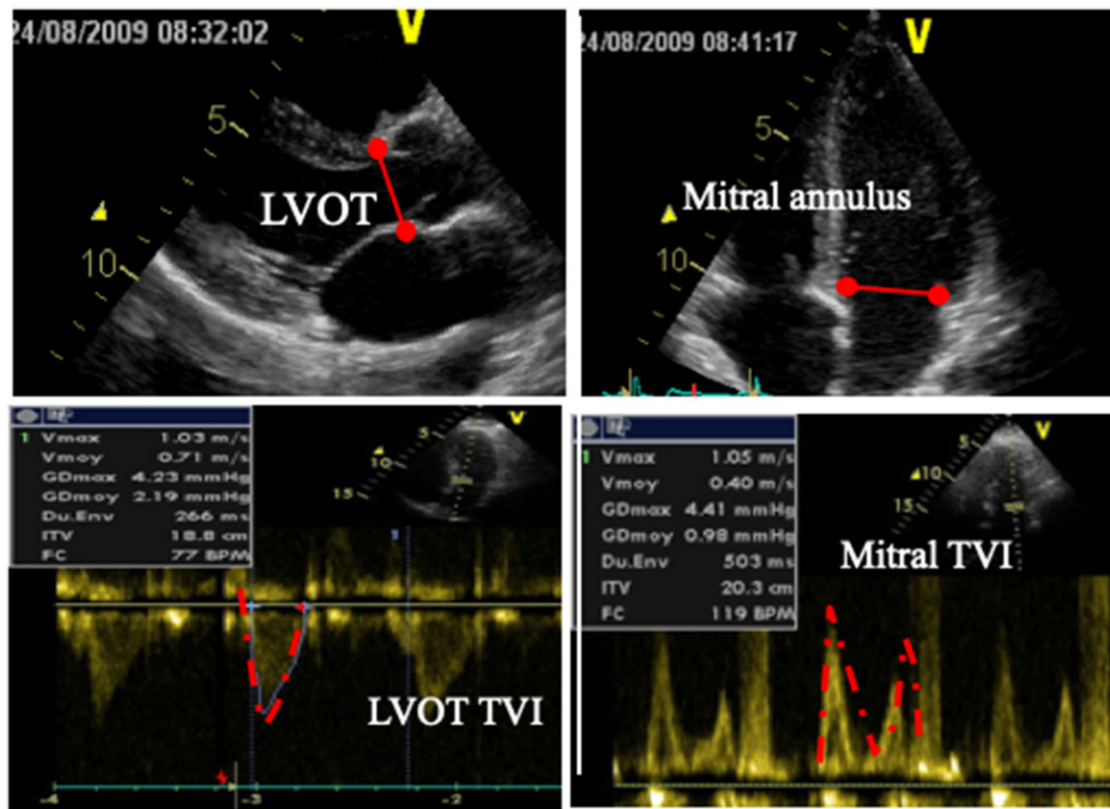 24/08/2009 08:32:02
V
5
LVOT
10
24/08/2009 08:41:17
V
5
Mitral annulus
10
1 Vmax 1.03 m/s
Vmoy 0.71 m/s
GDmax 4.23 mmHg
GDmoy 2.19 mmHg
Du.Env 266 ms
ITV 18.8 cm
FC 77 BPM
V
5
10
15
LVOT TVI
-4
-3
-2
1 Vmax 1.05 m/s
Vmoy 0.40 m/s
GDmax 4.41 mmHg
GDmoy 0.98 mmHg
Du.Env 503 ms
ITV 20.3 cm
FC 119 BPM
V
5
10
15
Mitral TVI